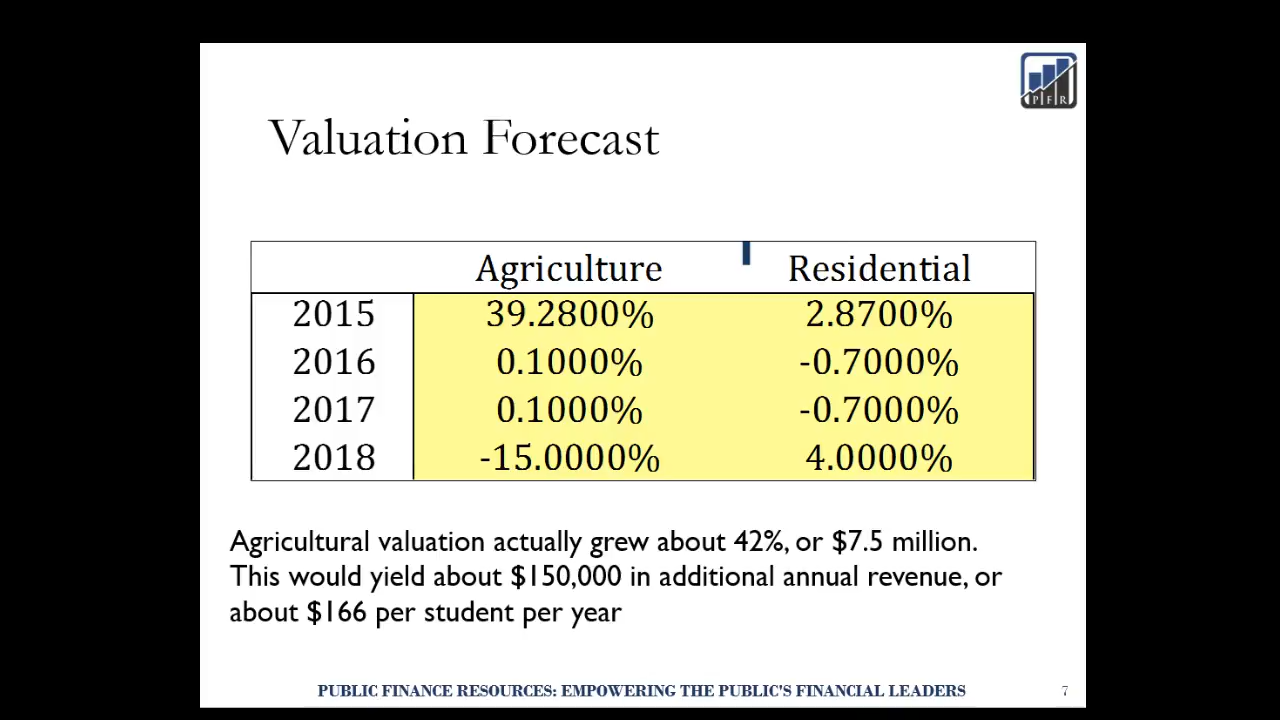 PFR
Valuation Forecast
Agriculture Residential
2015 39.2800% 2.8700%
2016 0.1000% -0.7000%
2017 0.1000% -0.7000%
2018 -15.0000% 4.0000%
Agricultural valuation actually grew about 42%, or $7.5 million.
This would yield about $150,000 in additional annual revenue, or
about $166 per student per year
PUBLIC FINANCE RESOURCES: EMPOWERING THE PUBLIC'S FINANCIAL LEADERS 7